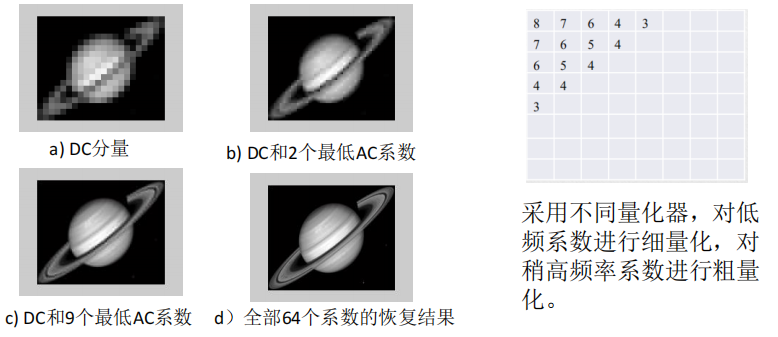 a) DC分量
b) DC和2个最低AC系数
c) DC和9个最低AC系数
d）全部64个系数的恢复结果
8 7 6 4 3
7 6 5 4
6 5 4
4 4
3
采用不同量化器，对低
频系数进行细量化，对
稍高频率系数进行粗量
化。